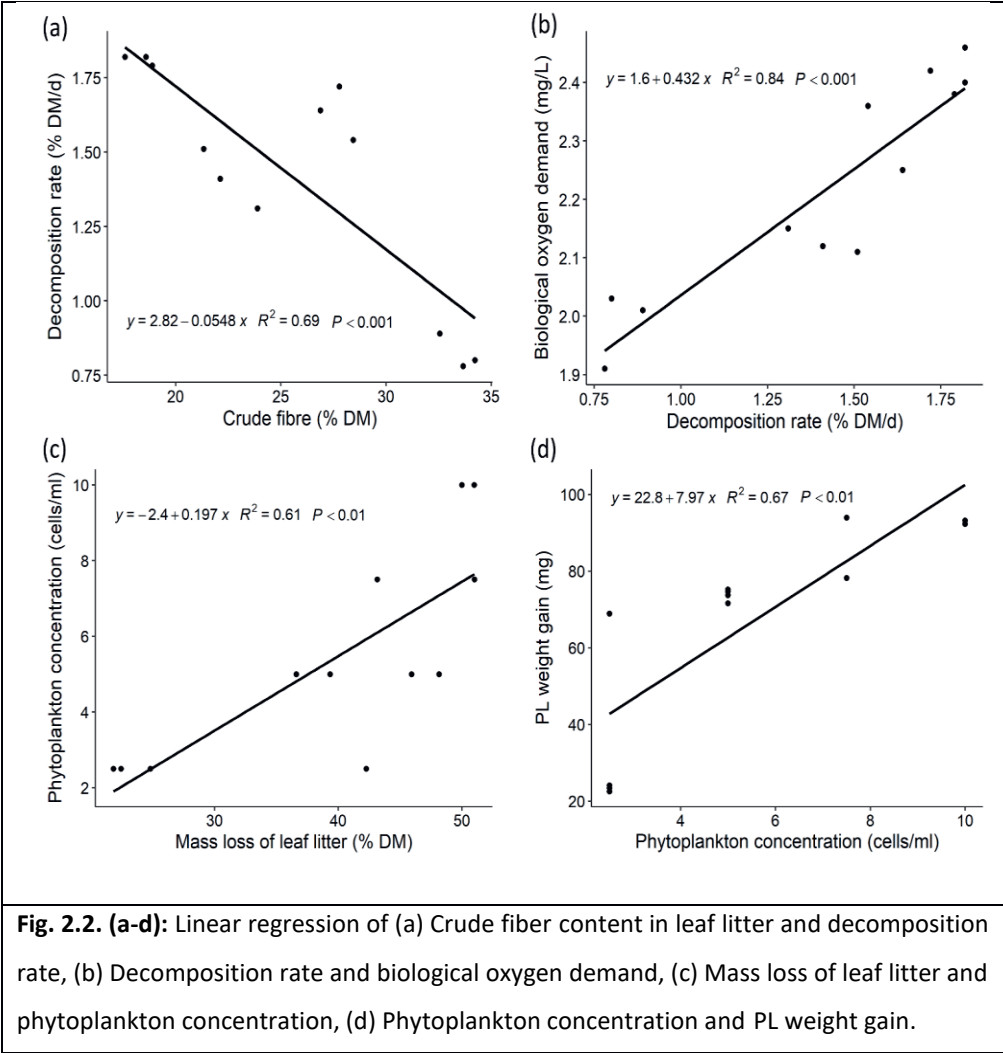 (a)
Decomposition rate (% DM/d)
1.75
1.50
1.25
1.00
0.75
y = 2.82 − 0.0548 x   R² = 0.69   P < 0.001
20 25 30 35
Crude fibre (% DM)
(b)
Biological oxygen demand (mg/L)
2.4
2.3
2.2
2.1
2.0
1.9
y = 1.6 + 0.432 x   R² = 0.84   P < 0.001
0.75 1.00 1.25 1.50 1.75
Decomposition rate (% DM/d)
(c)
Phytoplankton concentration (cells/ml)
10
8
6
4
2
y = −2.4 + 0.197 x   R² = 0.61   P < 0.01
30 40 50
Mass loss of leaf litter (% DM)
(d)
PL weight gain (mg)
100
80
60
40
20
y = 22.8 + 7.97 x   R² = 0.67   P < 0.01
4 6 8 10
Phytoplankton concentration (cells/ml)
Fig. 2.2. (a-d): Linear regression of (a) Crude fiber content in leaf litter and decomposition
rate, (b) Decomposition rate and biological oxygen demand, (c) Mass loss of leaf litter and
phytoplankton concentration, (d) Phytoplankton concentration and PL weight gain.